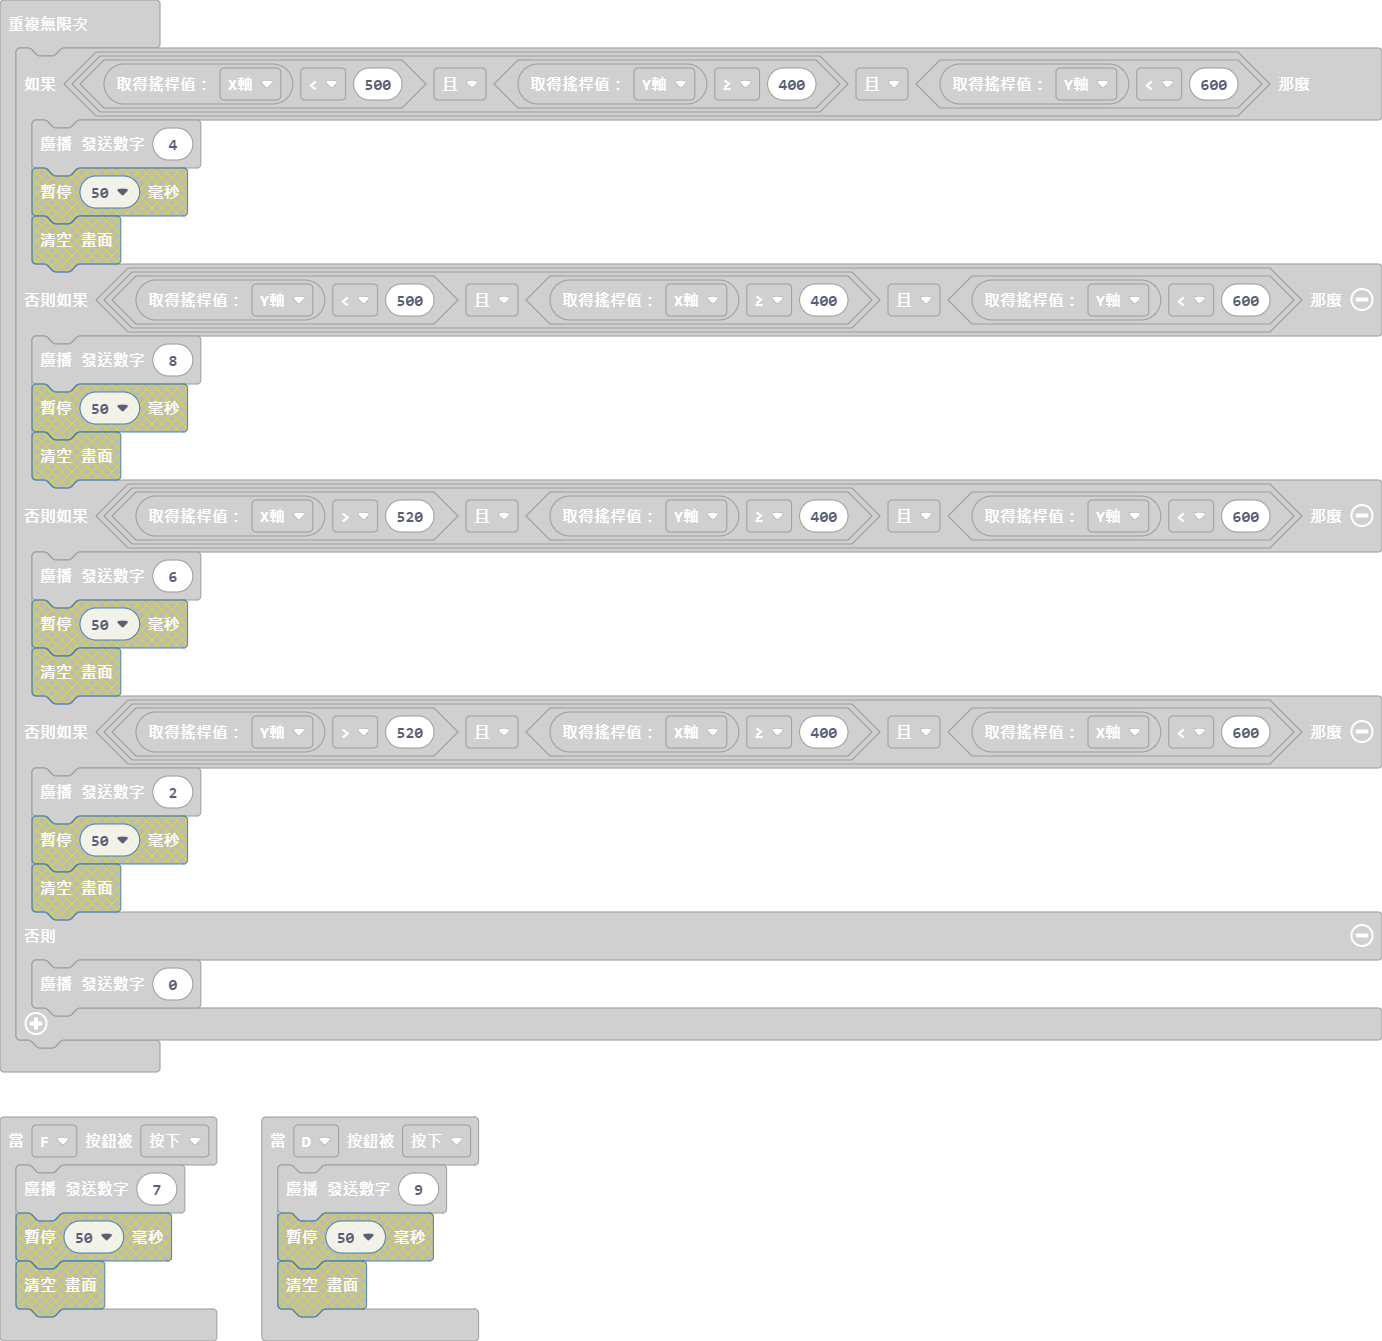 重複無限次
如果 取得搖桿值： X軸 < 500 且 取得搖桿值： Y軸 ≥ 400 且 取得搖桿值： Y軸 < 600 那麼
廣播 發送數字 4
暫停 50 毫秒
清空 畫面
否則如果 取得搖桿值： Y軸 < 500 且 取得搖桿值： X軸 ≥ 400 且 取得搖桿值： Y軸 < 600 那麼
廣播 發送數字 8
暫停 50 毫秒
清空 畫面
否則如果 取得搖桿值： X軸 > 520 且 取得搖桿值： Y軸 ≥ 400 且 取得搖桿值： Y軸 < 600 那麼
廣播 發送數字 6
暫停 50 毫秒
清空 畫面
否則如果 取得搖桿值： Y軸 > 520 且 取得搖桿值： X軸 ≥ 400 且 取得搖桿值： X軸 < 600 那麼
廣播 發送數字 2
暫停 50 毫秒
清空 畫面
否則
廣播 發送數字 0
當 F 按鈕被 按下
廣播 發送數字 7
暫停 50 毫秒
清空 畫面
當 D 按鈕被 按下
廣播 發送數字 9
暫停 50 毫秒
清空 畫面